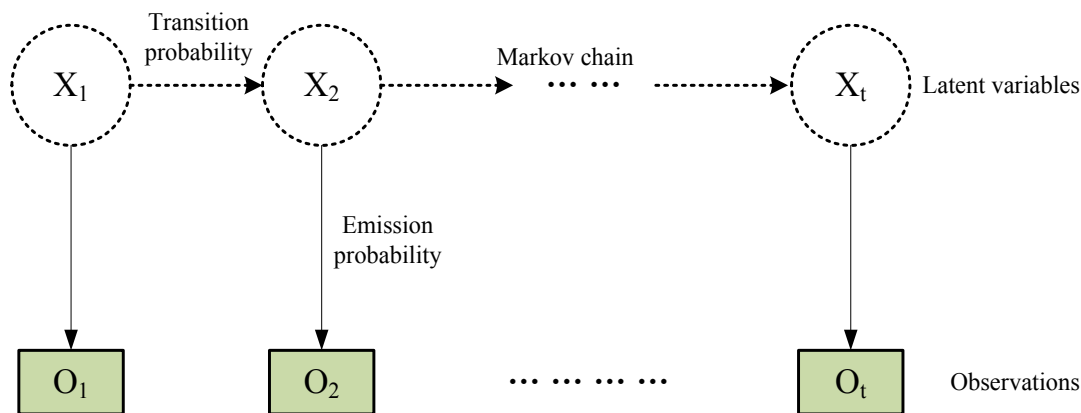 Transition
probability
Markov chain
X₁
X₂
... ...
Xₜ
Latent variables
Emission
probability
O₁
O₂
... ... ... ...
Oₜ
Observations